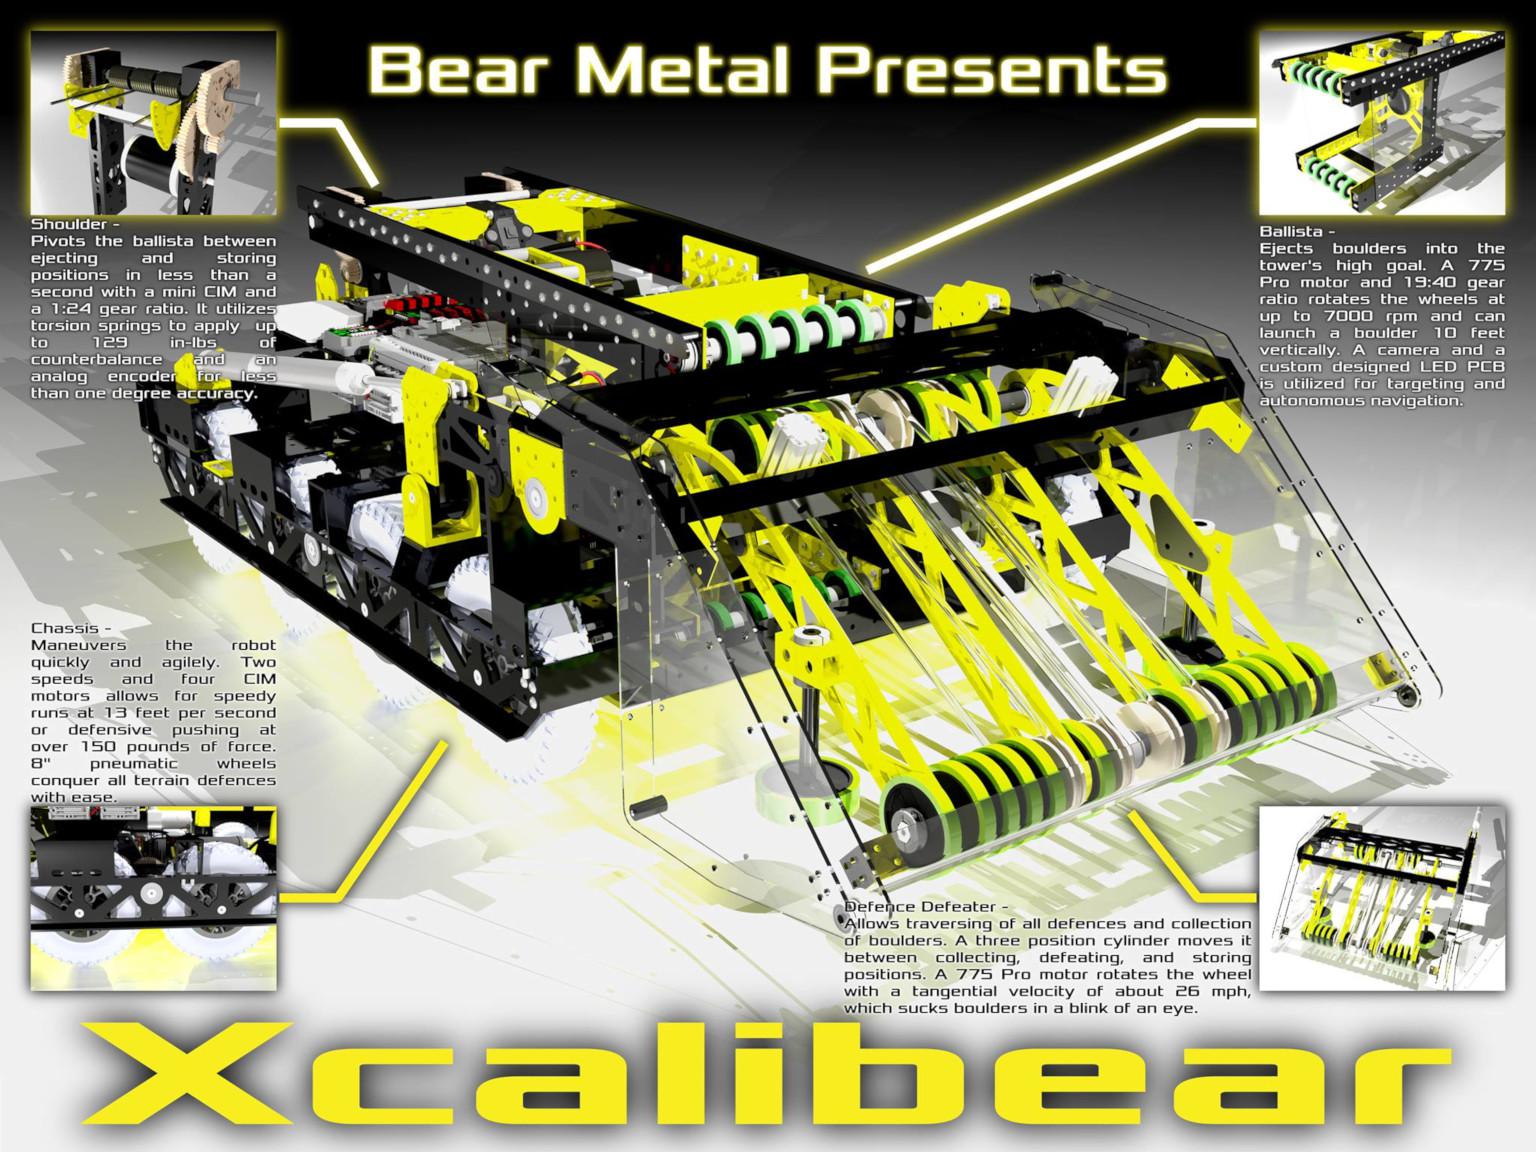 Bear Metal Presents
Shoulder -
Pivots the ballista between
ejecting and storing
positions in less than a
second with a mini CIM and
a 1:24 gear ratio. It utilizes
torsion springs to apply up
to 129 in-lbs of
counterbalance and an
analog encoder for less
than one degree accuracy.
Ballista -
Ejects boulders into the
tower's high goal. A 775
Pro motor and 19:40 gear
ratio rotates the wheels at
up to 7000 rpm and can
launch a boulder 10 feet
vertically. A camera and a
custom designed LED PCB
is utilized for targeting and
autonomous navigation.
Chassis -
Maneuvers the robot
quickly and agilely. Two
speeds and four CIM
motors allows for speedy
runs at 13 feet per second
or defensive pushing at
over 150 pounds of force.
8" pneumatic wheels
conquer all terrain defences
with ease.
Defence Defeater -
Allows traversing of all defences and collection
of boulders. A three position cylinder moves it
between collecting, defeating, and storing
positions. A 775 Pro motor rotates the wheel
with a tangential velocity of about 26 mph,
which sucks boulders in a blink of an eye.
Xcalibear